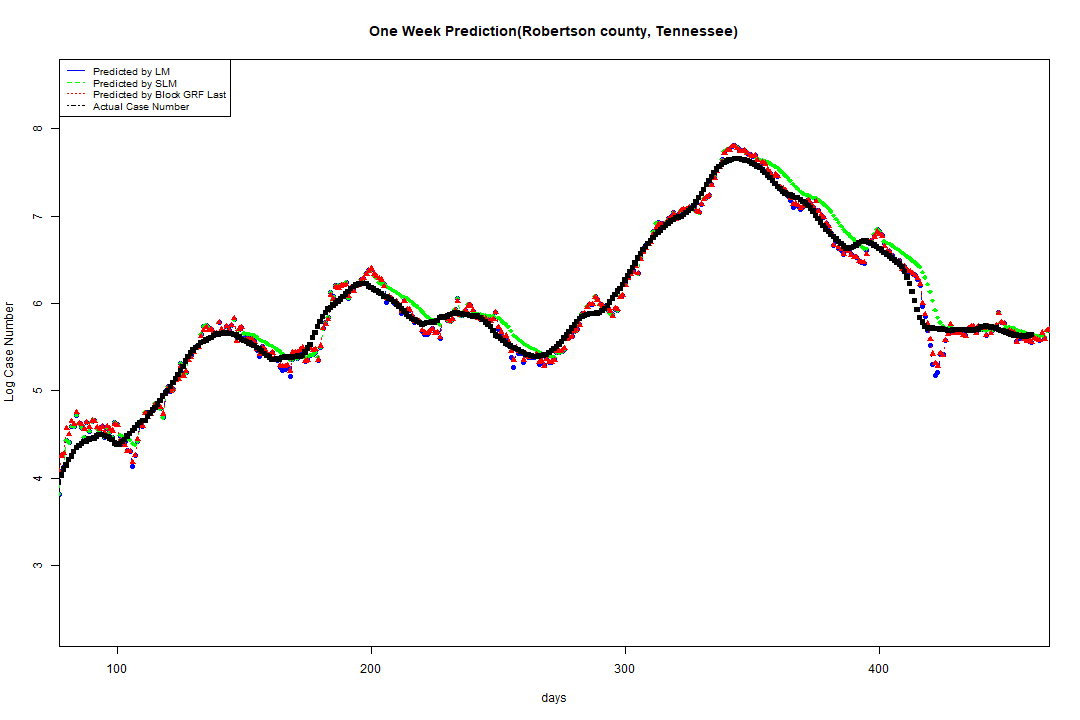 One Week Prediction(Robertson county, Tennessee)
Predicted by LM
Predicted by SLM
Predicted by Block GRF Last
Actual Case Number
8
7
6
5
4
3
Log Case Number
100 200 300 400
days